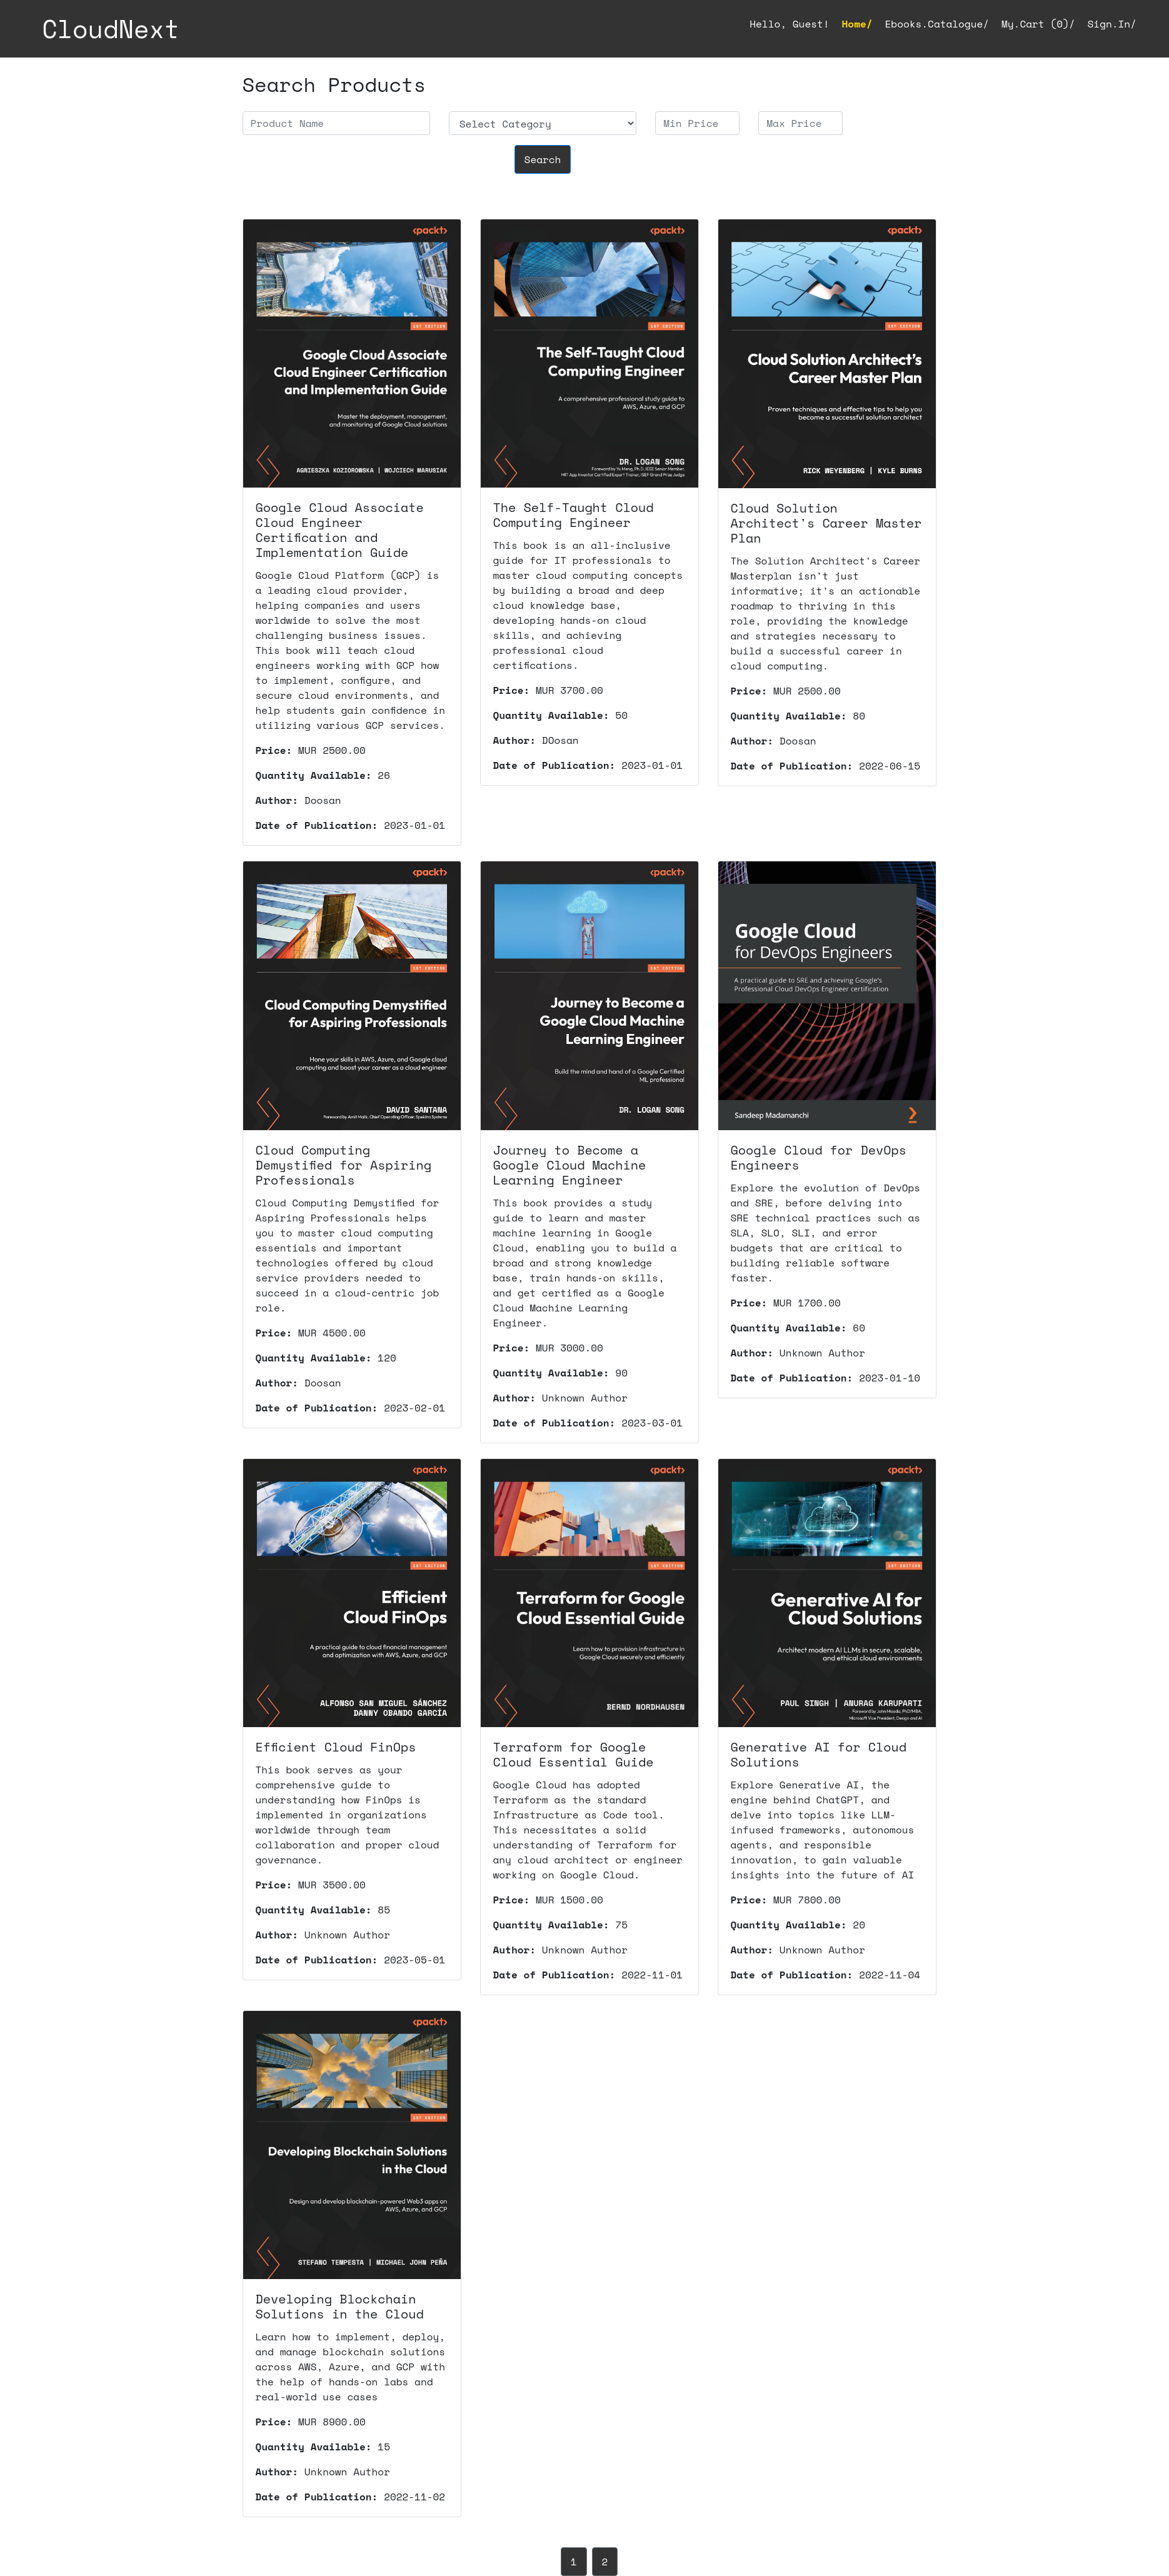 CloudNext
Hello, Guest! Home/ Ebooks.Catalogue/ My.Cart (0)/ Sign.In/
Search Products
Product Name
Select Category
Min Price
Max Price
Search
<packt>
1ST EDITION
Google Cloud Associate
Cloud Engineer Certification
and Implementation Guide
Master the deployment, management,
and monitoring of Google Cloud solutions
AGNIESZKA KOZIOROWSKA | WOJCIECH MARUSIAK
Google Cloud Associate
Cloud Engineer
Certification and
Implementation Guide
Google Cloud Platform (GCP) is
a leading cloud provider,
helping companies and users
worldwide to solve the most
challenging business issues.
This book will teach cloud
engineers working with GCP how
to implement, configure, and
secure cloud environments, and
help students gain confidence in
utilizing various GCP services.
Price: MUR 2500.00
Quantity Available: 26
Author: Doosan
Date of Publication: 2023-01-01
<packt>
1ST EDITION
The Self-Taught Cloud
Computing Engineer
A comprehensive professional study guide to
AWS, Azure, and GCP
DR. LOGAN SONG
Foreword by Yu Meng, Ph.D. IEEE Senior Member,
MIT App Inventor Certified Expert Trainer, ISEF Grand Prize Judge
The Self-Taught Cloud
Computing Engineer
This book is an all-inclusive
guide for IT professionals to
master cloud computing concepts
by building a broad and deep
cloud knowledge base,
developing hands-on cloud
skills, and achieving
professional cloud
certifications.
Price: MUR 3700.00
Quantity Available: 50
Author: DOosan
Date of Publication: 2023-01-01
<packt>
1ST EDITION
Cloud Solution Architect's
Career Master Plan
Proven techniques and effective tips to help you
become a successful solution architect
RICK WEYENBERG | KYLE BURNS
Cloud Solution
Architect's Career Master
Plan
The Solution Architect's Career
Masterplan isn't just
informative; it's an actionable
roadmap to thriving in this
role, providing the knowledge
and strategies necessary to
build a successful career in
cloud computing.
Price: MUR 2500.00
Quantity Available: 80
Author: Doosan
Date of Publication: 2022-06-15
<packt>
1ST EDITION
Cloud Computing Demystified
for Aspiring Professionals
Hone your skills in AWS, Azure, and Google cloud
computing and boost your career as a cloud engineer
DAVID SANTANA
Foreword by Amit Malik, Chief Operating Officer, Spektra Systems
Cloud Computing
Demystified for Aspiring
Professionals
Cloud Computing Demystified for
Aspiring Professionals helps
you to master cloud computing
essentials and important
technologies offered by cloud
service providers needed to
succeed in a cloud-centric job
role.
Price: MUR 4500.00
Quantity Available: 120
Author: Doosan
Date of Publication: 2023-02-01
<packt>
1ST EDITION
Journey to Become a
Google Cloud Machine
Learning Engineer
Build the mind and hand of a Google Certified
ML professional
DR. LOGAN SONG
Journey to Become a
Google Cloud Machine
Learning Engineer
This book provides a study
guide to learn and master
machine learning in Google
Cloud, enabling you to build a
broad and strong knowledge
base, train hands-on skills,
and get certified as a Google
Cloud Machine Learning
Engineer.
Price: MUR 3000.00
Quantity Available: 90
Author: Unknown Author
Date of Publication: 2023-03-01
Google Cloud
for DevOps Engineers
A practical guide to SRE and achieving Google's
Professional Cloud DevOps Engineer certification
Sandeep Madamanchi
Google Cloud for DevOps
Engineers
Explore the evolution of DevOps
and SRE, before delving into
SRE technical practices such as
SLA, SLO, SLI, and error
budgets that are critical to
building reliable software
faster.
Price: MUR 1700.00
Quantity Available: 60
Author: Unknown Author
Date of Publication: 2023-01-10
<packt>
1ST EDITION
Efficient
Cloud FinOps
A practical guide to cloud financial management
and optimization with AWS, Azure, and GCP
ALFONSO SAN MIGUEL SÁNCHEZ
DANNY OBANDO GARCÍA
Efficient Cloud FinOps
This book serves as your
comprehensive guide to
understanding how FinOps is
implemented in organizations
worldwide through team
collaboration and proper cloud
governance.
Price: MUR 3500.00
Quantity Available: 85
Author: Unknown Author
Date of Publication: 2023-05-01
<packt>
1ST EDITION
Terraform for Google
Cloud Essential Guide
Learn how to provision infrastructure in
Google Cloud securely and efficiently
BERND NORDHAUSEN
Terraform for Google
Cloud Essential Guide
Google Cloud has adopted
Terraform as the standard
Infrastructure as Code tool.
This necessitates a solid
understanding of Terraform for
any cloud architect or engineer
working on Google Cloud.
Price: MUR 1500.00
Quantity Available: 75
Author: Unknown Author
Date of Publication: 2022-11-01
<packt>
1ST EDITION
Generative AI for
Cloud Solutions
Architect modern AI LLMs in secure, scalable,
and ethical cloud environments
PAUL SINGH | ANURAG KARUPARTI
Foreword by John Maeda, PhD/MBA,
Microsoft Vice President, Design and AI
Generative AI for Cloud
Solutions
Explore Generative AI, the
engine behind ChatGPT, and
delve into topics like LLM-
infused frameworks, autonomous
agents, and responsible
innovation, to gain valuable
insights into the future of AI
Price: MUR 7800.00
Quantity Available: 20
Author: Unknown Author
Date of Publication: 2022-11-04
<packt>
1ST EDITION
Developing Blockchain Solutions
in the Cloud
Design and develop blockchain-powered Web3 apps on
AWS, Azure, and GCP
STEFANO TEMPESTA | MICHAEL JOHN PEÑA
Developing Blockchain
Solutions in the Cloud
Learn how to implement, deploy,
and manage blockchain solutions
across AWS, Azure, and GCP with
the help of hands-on labs and
real-world use cases
Price: MUR 8900.00
Quantity Available: 15
Author: Unknown Author
Date of Publication: 2022-11-02
1 2